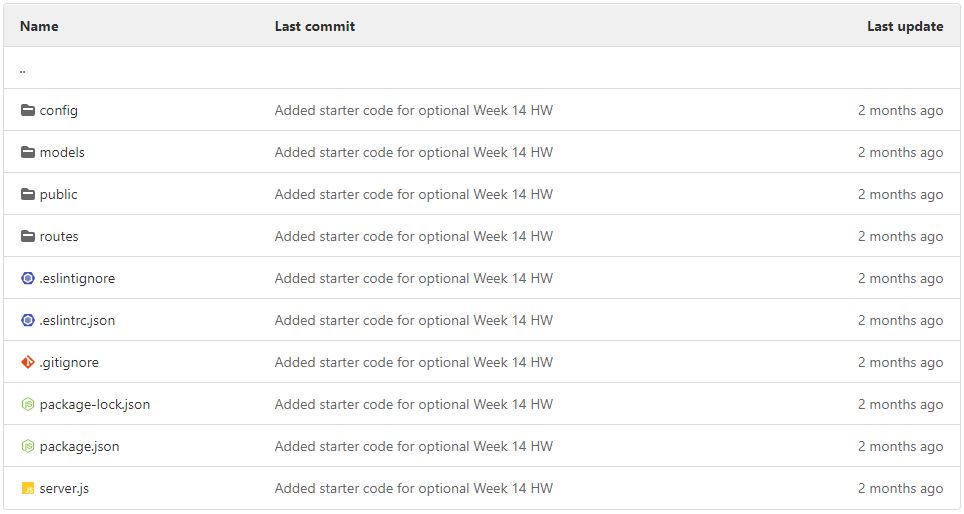 Name Last commit Last update
..
config Added starter code for optional Week 14 HW 2 months ago
models Added starter code for optional Week 14 HW 2 months ago
public Added starter code for optional Week 14 HW 2 months ago
routes Added starter code for optional Week 14 HW 2 months ago
.eslintignore Added starter code for optional Week 14 HW 2 months ago
.eslintrc.json Added starter code for optional Week 14 HW 2 months ago
.gitignore Added starter code for optional Week 14 HW 2 months ago
package-lock.json Added starter code for optional Week 14 HW 2 months ago
package.json Added starter code for optional Week 14 HW 2 months ago
server.js Added starter code for optional Week 14 HW 2 months ago